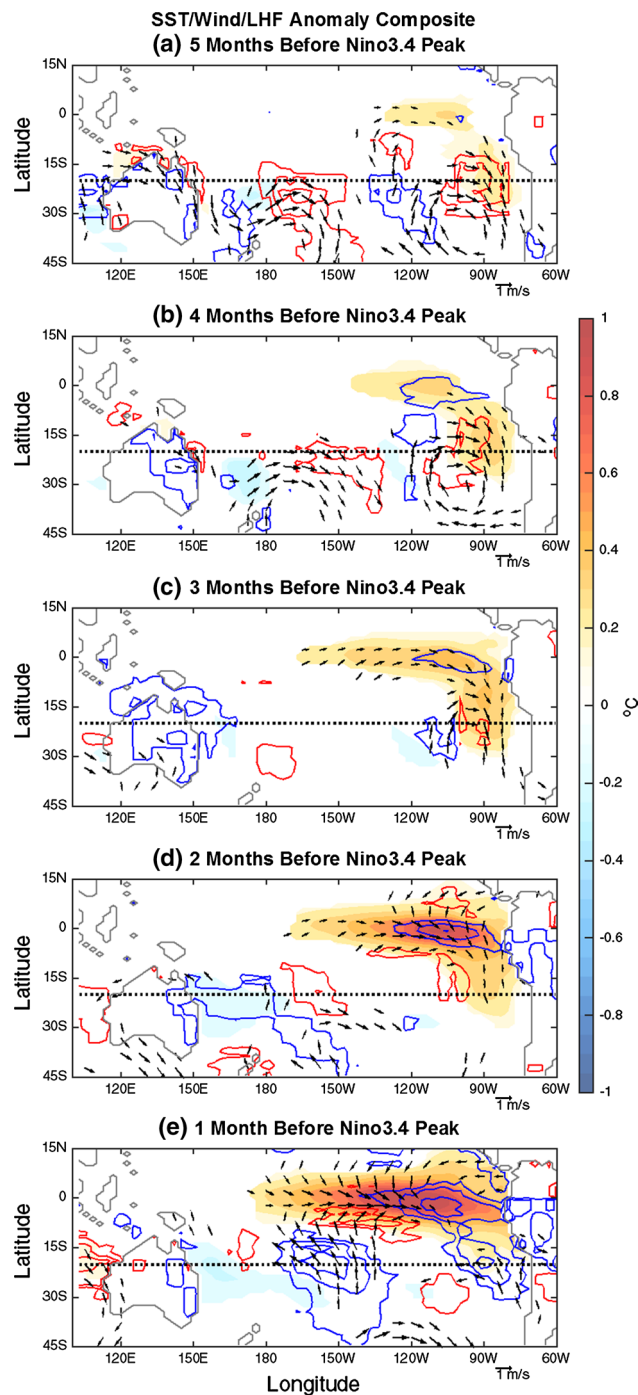 SST/Wind/LHF Anomaly Composite
(a) 5 Months Before Nino3.4 Peak
15N
0
15S
30S
45S
Latitude
120E 150E 180 150W 120W 90W 60W
1 m/s
(b) 4 Months Before Nino3.4 Peak
15N
0
15S
30S
45S
Latitude
120E 150E 180 150W 120W 90W 60W
1 m/s
(c) 3 Months Before Nino3.4 Peak
15N
0
15S
30S
45S
Latitude
120E 150E 180 150W 120W 90W 60W
1 m/s
(d) 2 Months Before Nino3.4 Peak
15N
0
15S
30S
45S
Latitude
120E 150E 180 150W 120W 90W 60W
1 m/s
(e) 1 Month Before Nino3.4 Peak
15N
0
15S
30S
45S
Latitude
120E 150E 180 150W 120W 90W 60W
1 m/s
Longitude
1
0.8
0.6
0.4
0.2
0
-0.2
-0.4
-0.6
-0.8
-1
°C